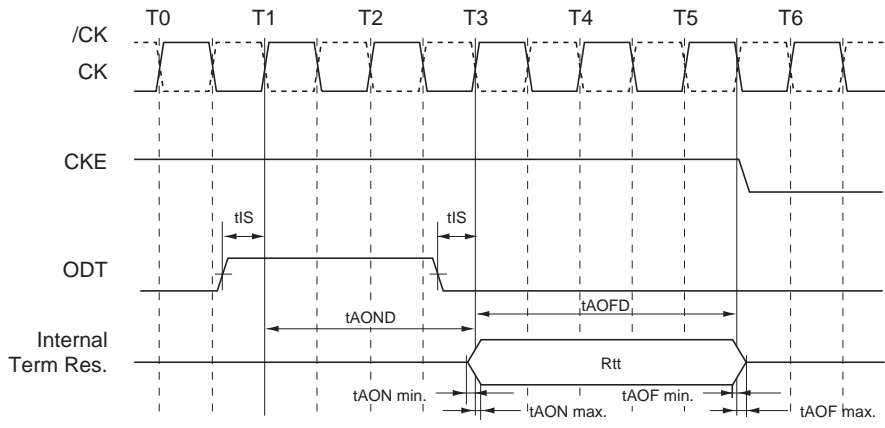 T0 T1 T2 T3 T4 T5 T6
/CK
CK
CKE
tIS tIS
ODT
tAOND tAOFD
Internal
Term Res.
Rtt
tAON min. tAOF min.
tAON max. tAOF max.